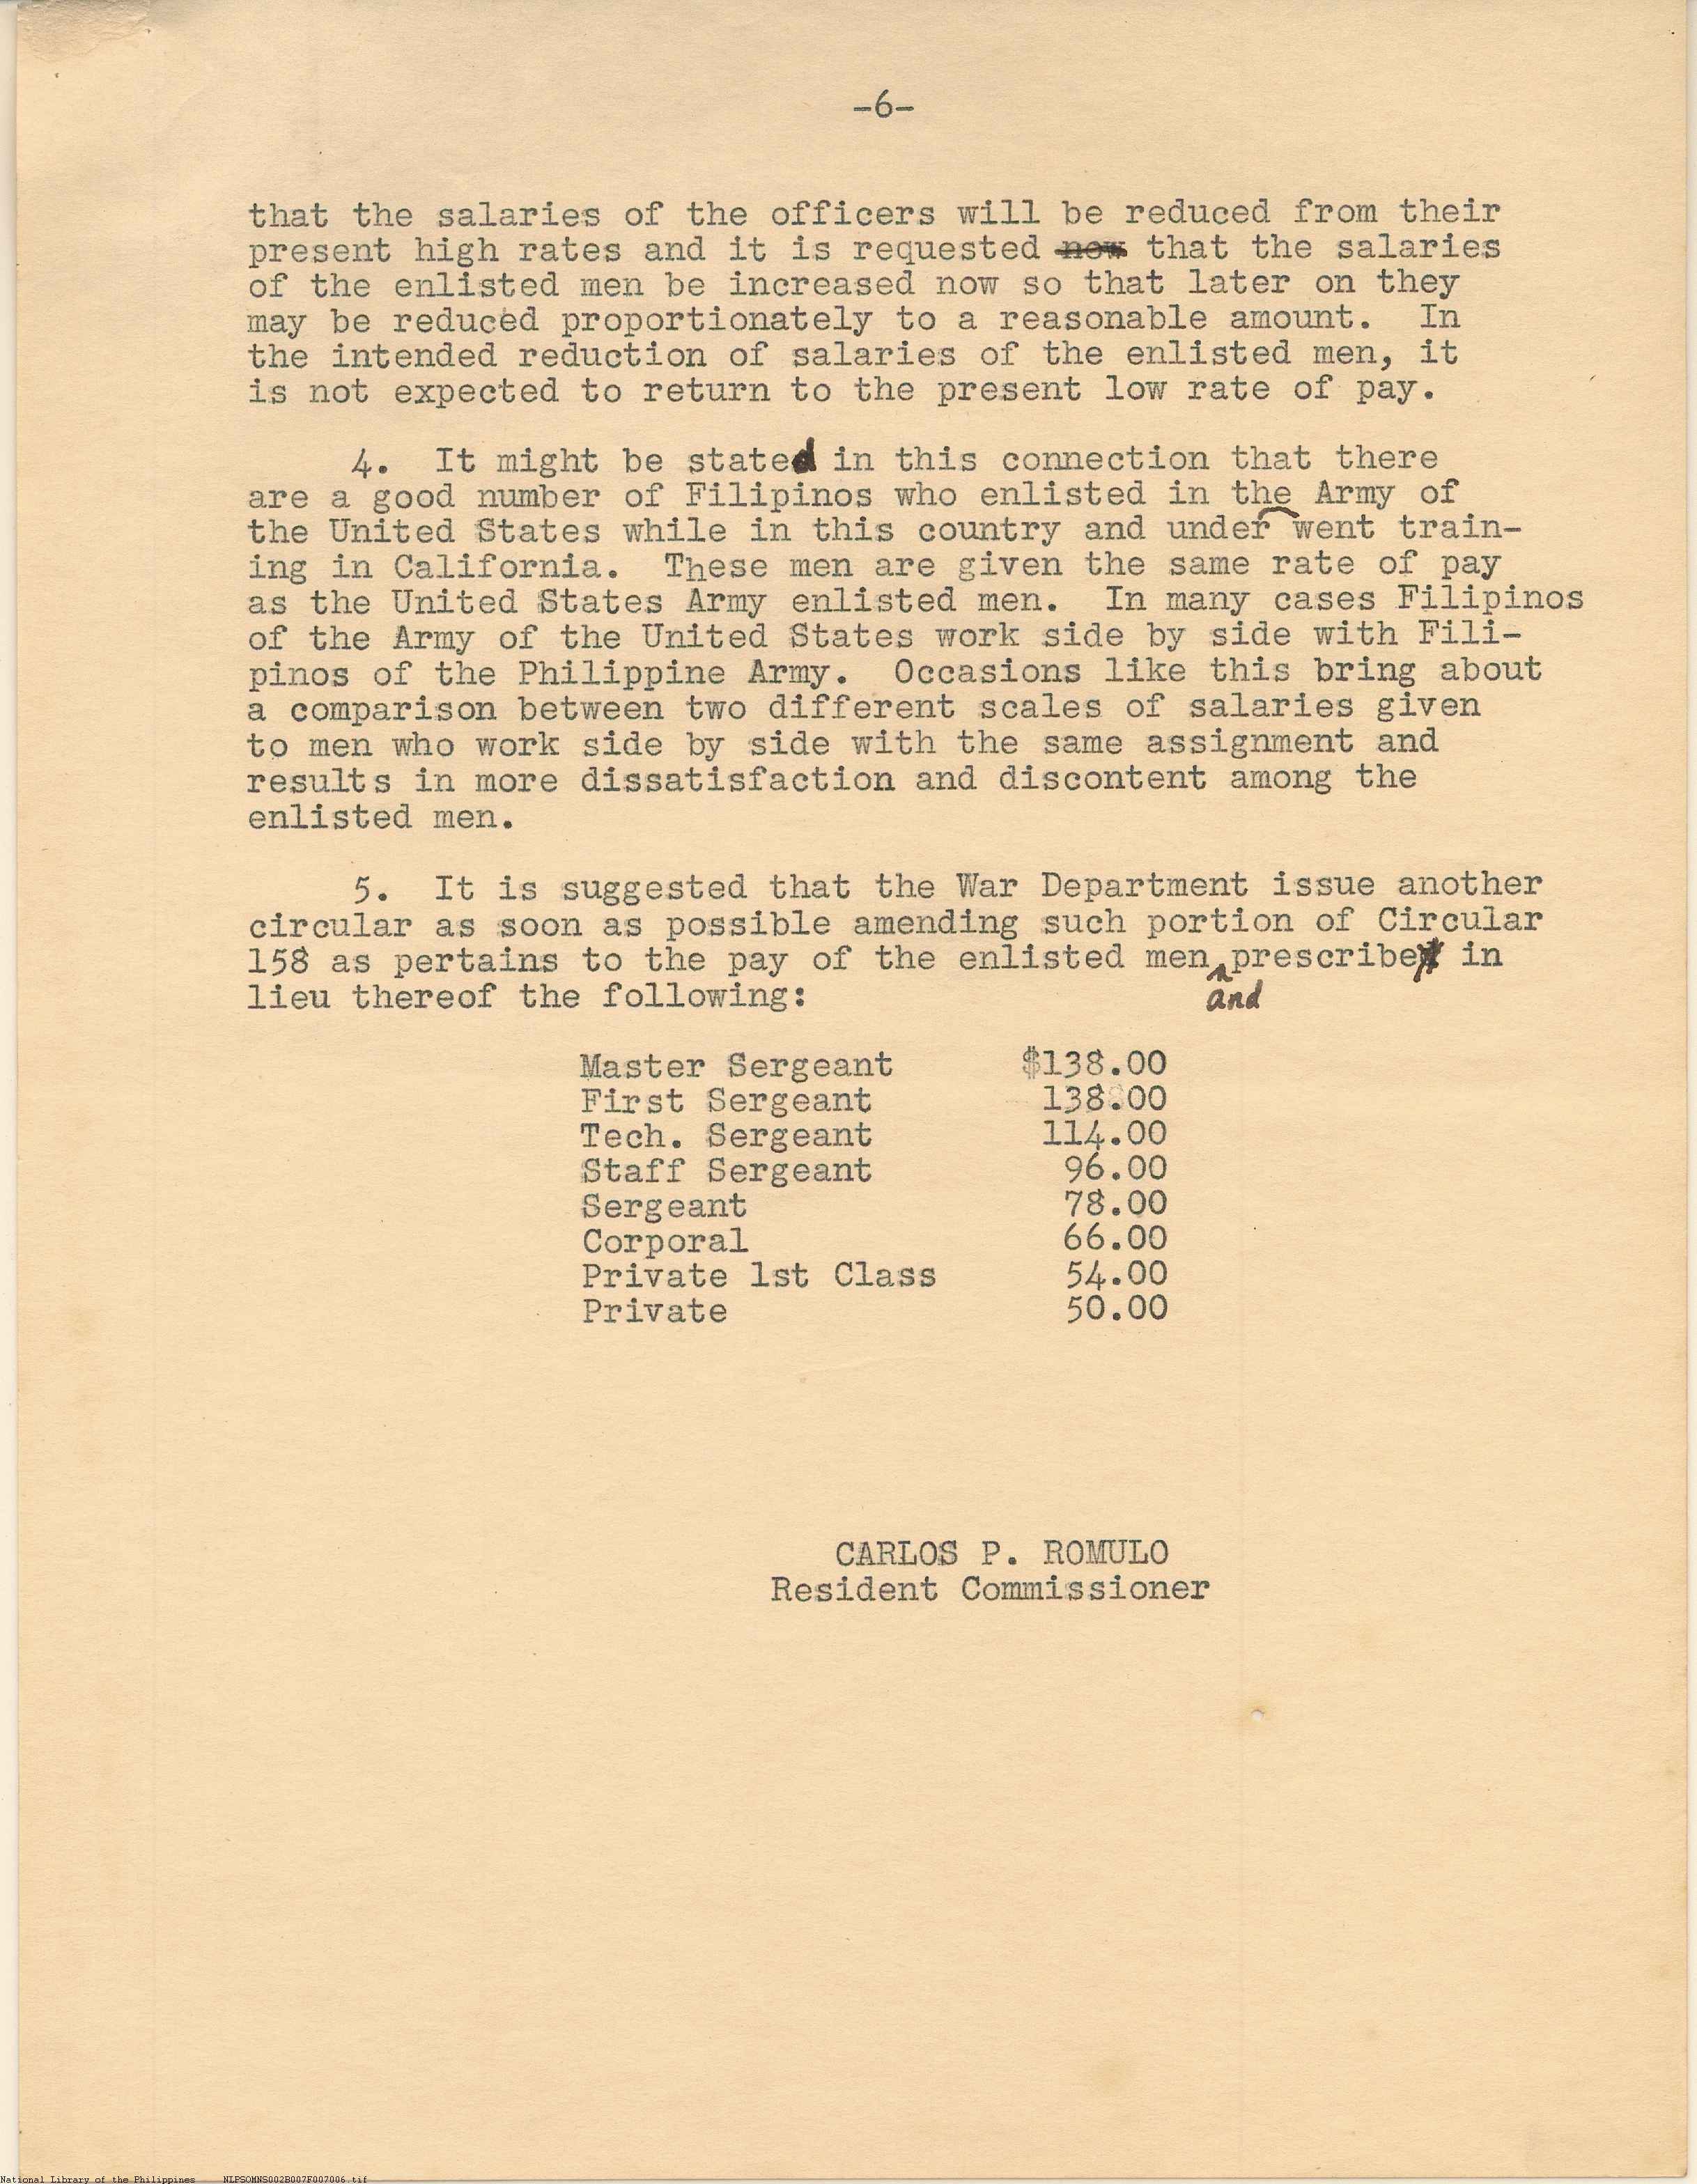 -6-
that the salaries of the officers will be reduced from their
present high rates and it is requested now that the salaries
of the enlisted men be increased now so that later on they
may be reduced proportionately to a reasonable amount. In
the intended reduction of salaries of the enlisted men, it
is not expected to return to the present low rate of pay.
4. It might be stated in this connection that there
are a good number of Filipinos who enlisted in the Army of
the United States while in this country and under went train-
ing in California. These men are given the same rate of pay
as the United States Army enlisted men. In many cases Filipinos
of the Army of the United States work side by side with Fili-
pinos of the Philippine Army. Occasions like this bring about
a comparison between two different scales of salaries given
to men who work side by side with the same assignment and
results in more dissatisfaction and discontent among the
enlisted men.
5. It is suggested that the War Department issue another
circular as soon as possible amending such portion of Circular
158 as pertains to the pay of the enlisted men prescribe in
and
lieu thereof the following:
Master Sergeant $138.00
First Sergeant 138.00
Tech. Sergeant 114.00
Staff Sergeant 96.00
Sergeant 78.00
Corporal 66.00
Private 1st Class 54.00
Private 50.00
CARLOS P. ROMULO
Resident Commissioner
National Library of the Philippines NLPSOMNS002B007F007006.tif